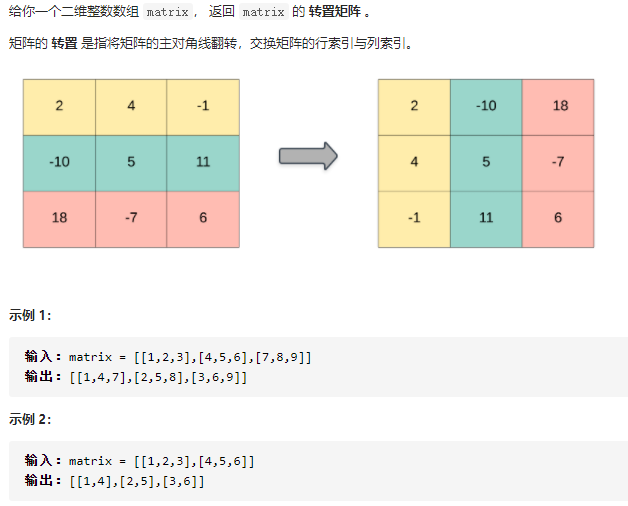 给你一个二维整数数组 matrix， 返回 matrix 的 转置矩阵 。
矩阵的 转置 是指将矩阵的主对角线翻转，交换矩阵的行索引与列索引。
2 4 -1 2 -10 18
-10 5 11 4 5 -7
18 -7 6 -1 11 6
示例 1：
输入：matrix = [[1,2,3],[4,5,6],[7,8,9]]
输出：[[1,4,7],[2,5,8],[3,6,9]]
示例 2：
输入：matrix = [[1,2,3],[4,5,6]]
输出：[[1,4],[2,5],[3,6]]